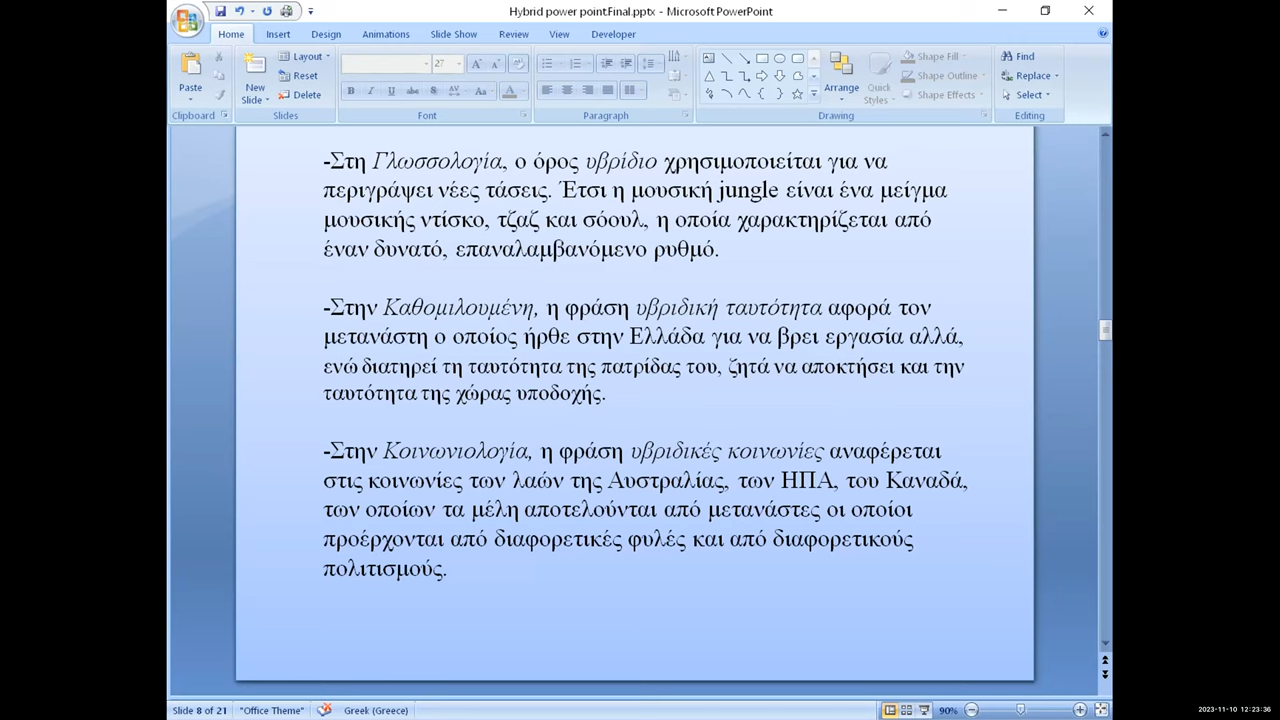 Hybrid power pointFinal.pptx - Microsoft PowerPoint
Home Insert Design Animations Slide Show Review View Developer
Paste
Clipboard
New Slide
Layout
Reset
Delete
Slides
27
B I U abc S AV Aa A
Font
Paragraph
Arrange
Quick Styles
Shape Fill
Shape Outline
Shape Effects
Drawing
Find
Replace
Select
Editing
-Στη Γλωσσολογία, ο όρος υβρίδιο χρησιμοποιείται για να
περιγράψει νέες τάσεις. Έτσι η μουσική jungle είναι ένα μείγμα
μουσικής ντίσκο, τζαζ και σόουλ, η οποία χαρακτηρίζεται από
έναν δυνατό, επαναλαμβανόμενο ρυθμό.
-Στην Καθομιλουμένη, η φράση υβριδική ταυτότητα αφορά τον
μετανάστη ο οποίος ήρθε στην Ελλάδα για να βρει εργασία αλλά,
ενώ διατηρεί τη ταυτότητα της πατρίδας του, ζητά να αποκτήσει και την
ταυτότητα της χώρας υποδοχής.
-Στην Κοινωνιολογία, η φράση υβριδικές κοινωνίες αναφέρεται
στις κοινωνίες των λαών της Αυστραλίας, των ΗΠΑ, του Καναδά,
των οποίων τα μέλη αποτελούνται από μετανάστες οι οποίοι
προέρχονται από διαφορετικές φυλές και από διαφορετικούς
πολιτισμούς.
Slide 8 of 21 "Office Theme" Greek (Greece) 90%
2023-11-10 12:23:36